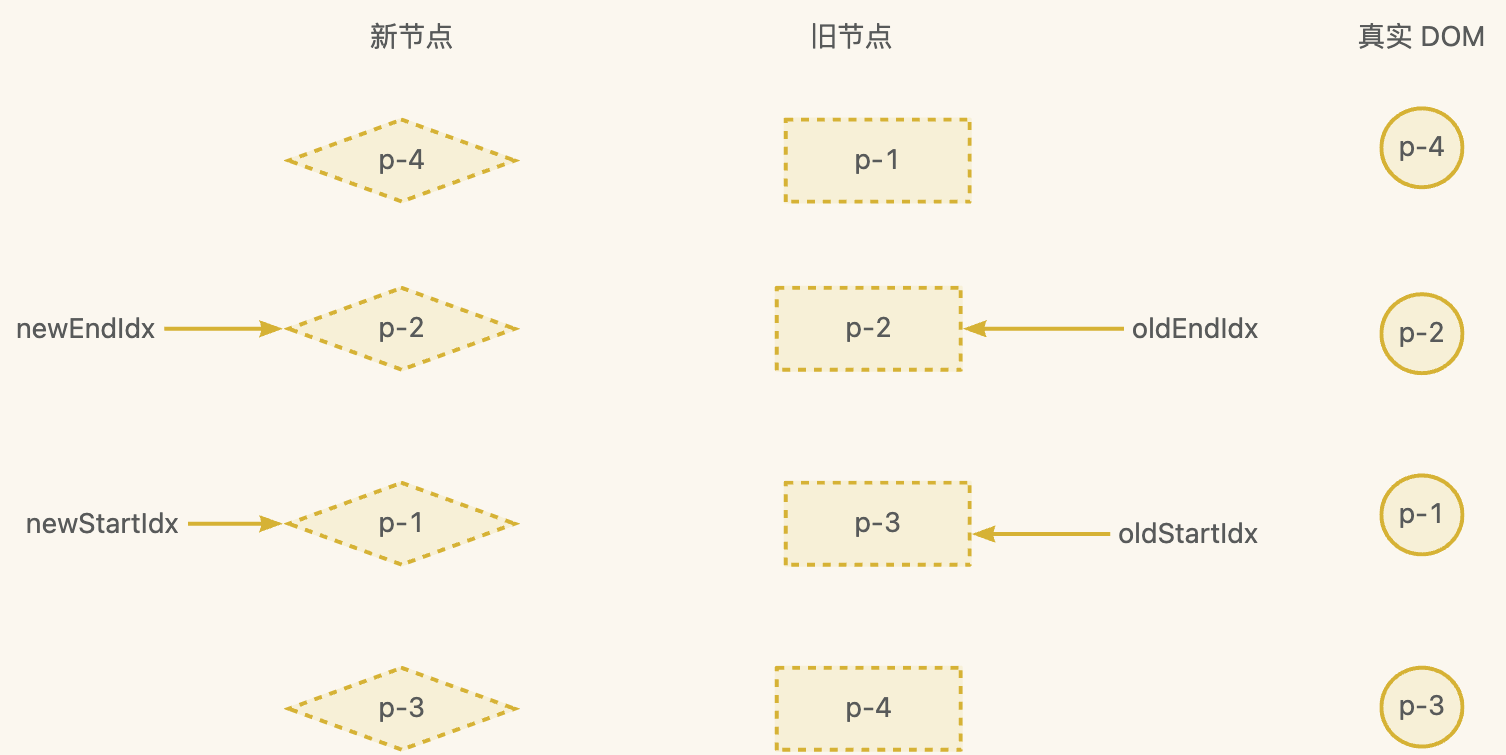 新节点 旧节点 真实 DOM
p-4 p-1 p-4
newEndIdx p-2 p-2 oldEndIdx p-2
newStartIdx p-1 p-3 oldStartIdx p-1
p-3 p-4 p-3